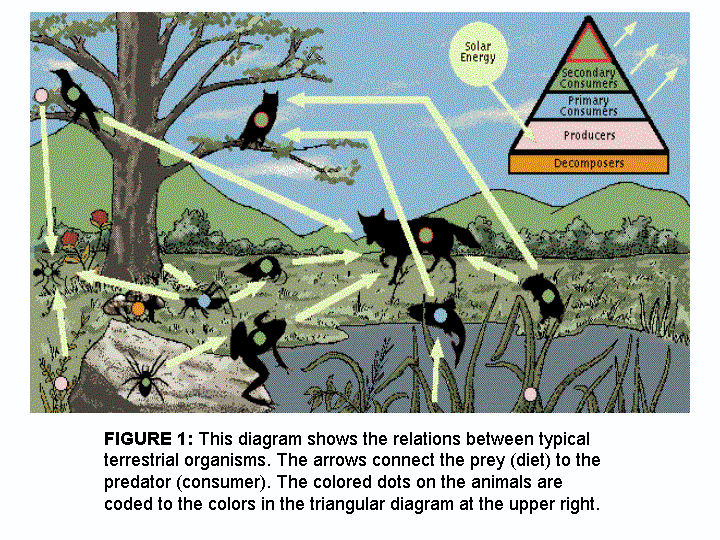 Solar
Energy
Secondary
Consumers
Primary
Consumers
Producers
Decomposers
FIGURE 1: This diagram shows the relations between typical
terrestrial organisms. The arrows connect the prey (diet) to the
predator (consumer). The colored dots on the animals are
coded to the colors in the triangular diagram at the upper right.